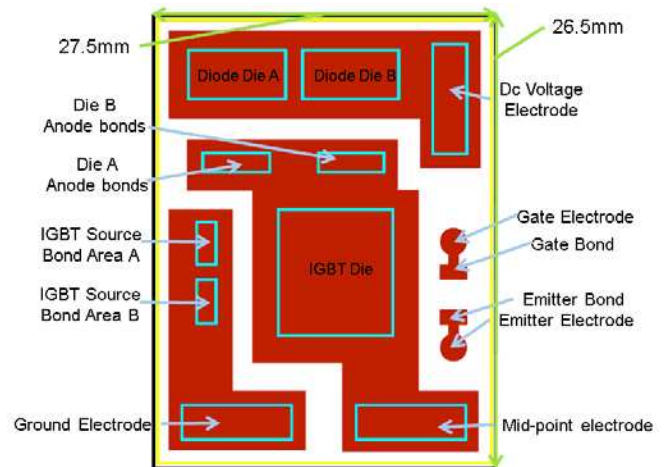 27.5mm
26.5mm
Diode Die A
Diode Die B
Dc Voltage
Electrode
Die B
Anode bonds
Die A
Anode bonds
IGBT Source
Bond Area A
IGBT Source
Bond Area B
IGBT Die
Gate Electrode
Gate Bond
Emitter Bond
Emitter Electrode
Ground Electrode
Mid-point electrode